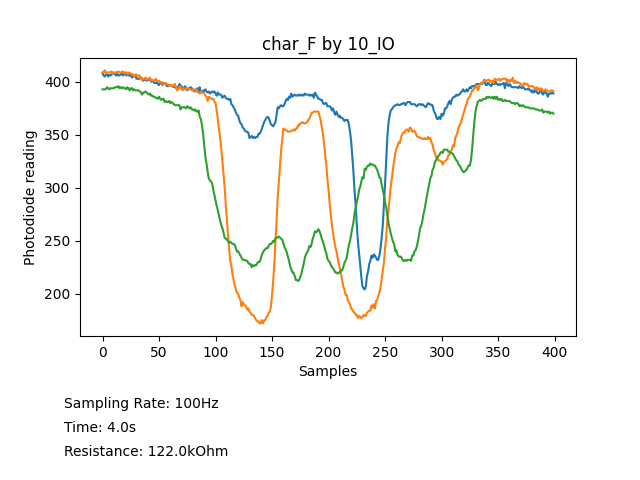 char_F by 10_IO
Photodiode reading
400
350
300
250
200
0 50 100 150 200 250 300 350 400
Samples
Sampling Rate: 100Hz
Time: 4.0s
Resistance: 122.0kOhm